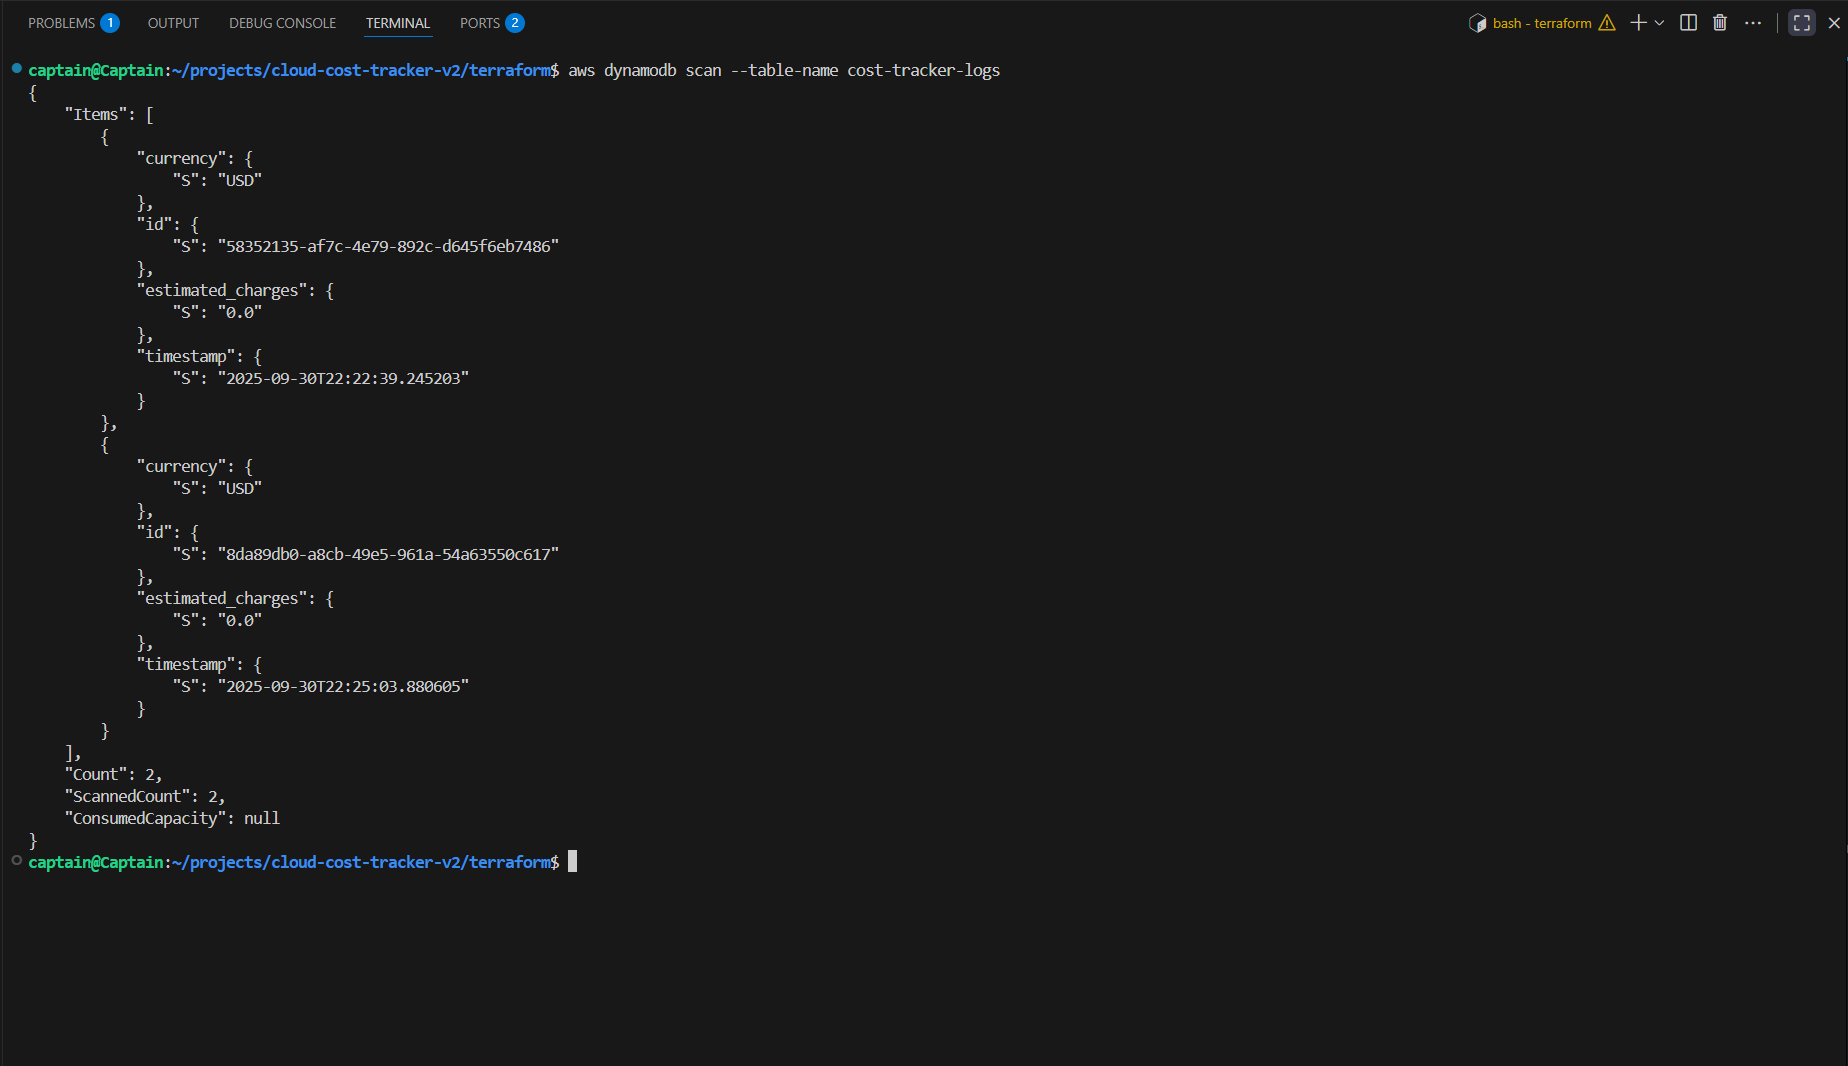 PROBLEMS 1 OUTPUT DEBUG CONSOLE TERMINAL PORTS 2 bash - terraform
captain@Captain:~/projects/cloud-cost-tracker-v2/terraform$ aws dynamodb scan --table-name cost-tracker-logs
{
    "Items": [
        {
            "currency": {
                "S": "USD"
            },
            "id": {
                "S": "58352135-af7c-4e79-892c-d645f6eb7486"
            },
            "estimated_charges": {
                "S": "0.0"
            },
            "timestamp": {
                "S": "2025-09-30T22:22:39.245203"
            }
        },
        {
            "currency": {
                "S": "USD"
            },
            "id": {
                "S": "8da89db0-a8cb-49e5-961a-54a63550c617"
            },
            "estimated_charges": {
                "S": "0.0"
            },
            "timestamp": {
                "S": "2025-09-30T22:25:03.880605"
            }
        }
    ],
    "Count": 2,
    "ScannedCount": 2,
    "ConsumedCapacity": null
}
captain@Captain:~/projects/cloud-cost-tracker-v2/terraform$